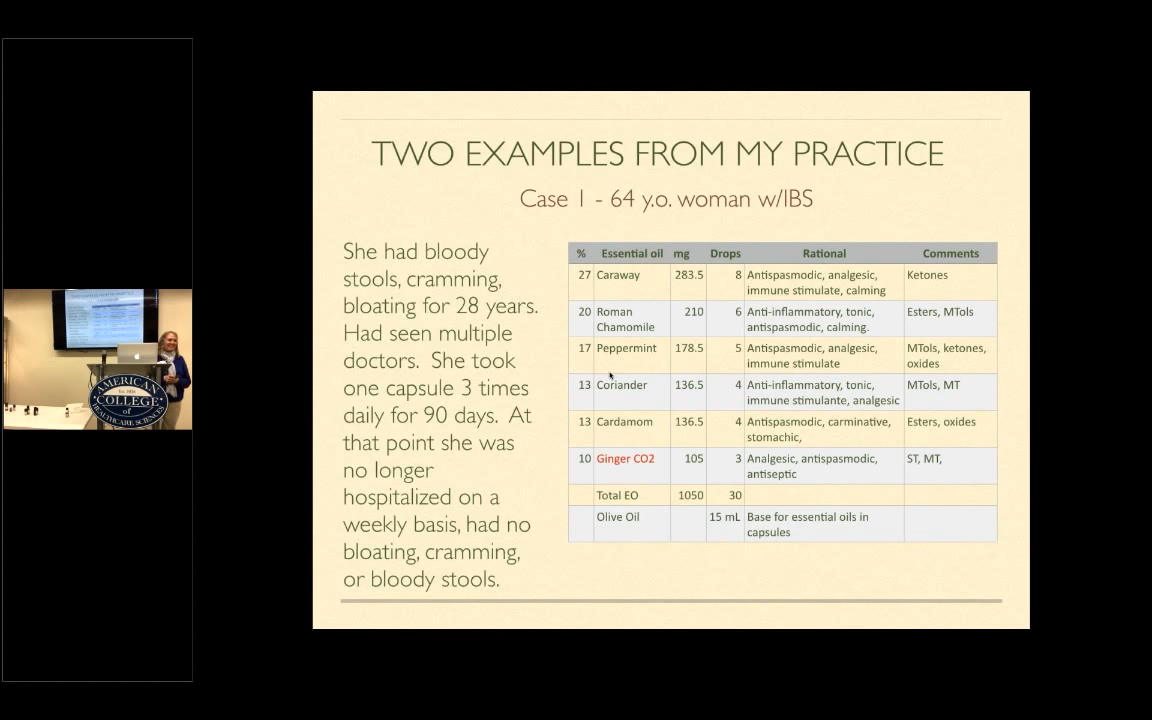 TWO EXAMPLES FROM MY PRACTICE
Case 1 - 64 y.o. woman w/IBS
She had bloody
stools, cramming,
bloating for 28 years.
Had seen multiple
doctors. She took
one capsule 3 times
daily for 90 days. At
that point she was
no longer
hospitalized on a
weekly basis, had no
bloating, cramming,
or bloody stools.
% Essential oil mg Drops Rational Comments
27 Caraway 283.5 8 Antispasmodic, analgesic, Ketones
immune stimulate, calming
20 Roman 210 6 Anti-inflammatory, tonic, Esters, MTols
Chamomile antispasmodic, calming.
17 Peppermint 178.5 5 Antispasmodic, analgesic, MTols, ketones,
immune stimulate oxides
13 Coriander 136.5 4 Anti-inflammatory, tonic, MTols, MT
immune stimulante, analgesic
13 Cardamom 136.5 4 Antispasmodic, carminative, Esters, oxides
stomachic,
10 Ginger CO2 105 3 Analgesic, antispasmodic, ST, MT,
antiseptic
Total EO 1050 30
Olive Oil 15 mL Base for essential oils in
capsules
AMERICAN
COLLEGE
of
HEALTHCARE SCIENCES